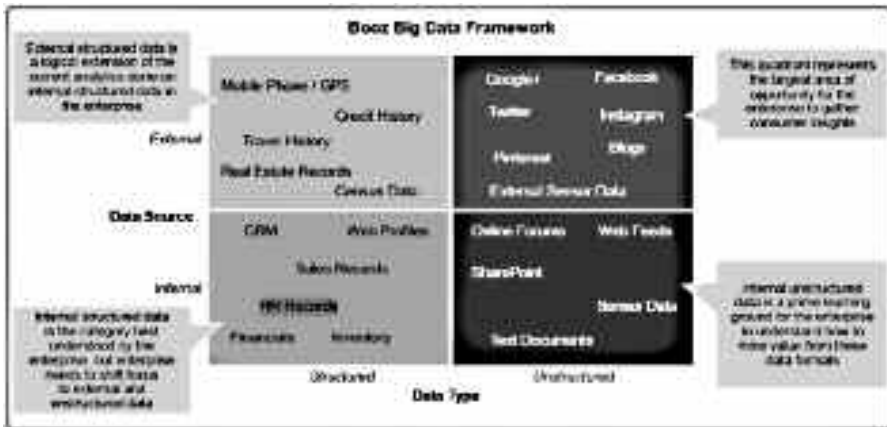 Booz Big Data Framework
External structured data is
a logical extension of the
current analytics done on
internal structured data in
the enterprise
Mobile Phone / GPS
Credit History
Travel History
Real Estate Records
Census Data
Google+
Facebook
Twitter
Instagram
Pinterest
Blogs
External Sensor Data
This quadrant represents
the largest area of
opportunity for the
enterprise to gather
consumer insights
External
Data Source
Internal
CRM
Web Profiles
Sales Records
HR Records
Financials
Inventory
Online Forums
Web Feeds
SharePoint
Sensor Data
Text Documents
Internal structured data
is the category best
understood by the
enterprise, but enterprise
needs to shift focus
to external and
unstructured data
Internal unstructured
data is a prime learning
ground for the enterprise
to understand how to
mine value from these
data formats
Structured
Unstructured
Data Type